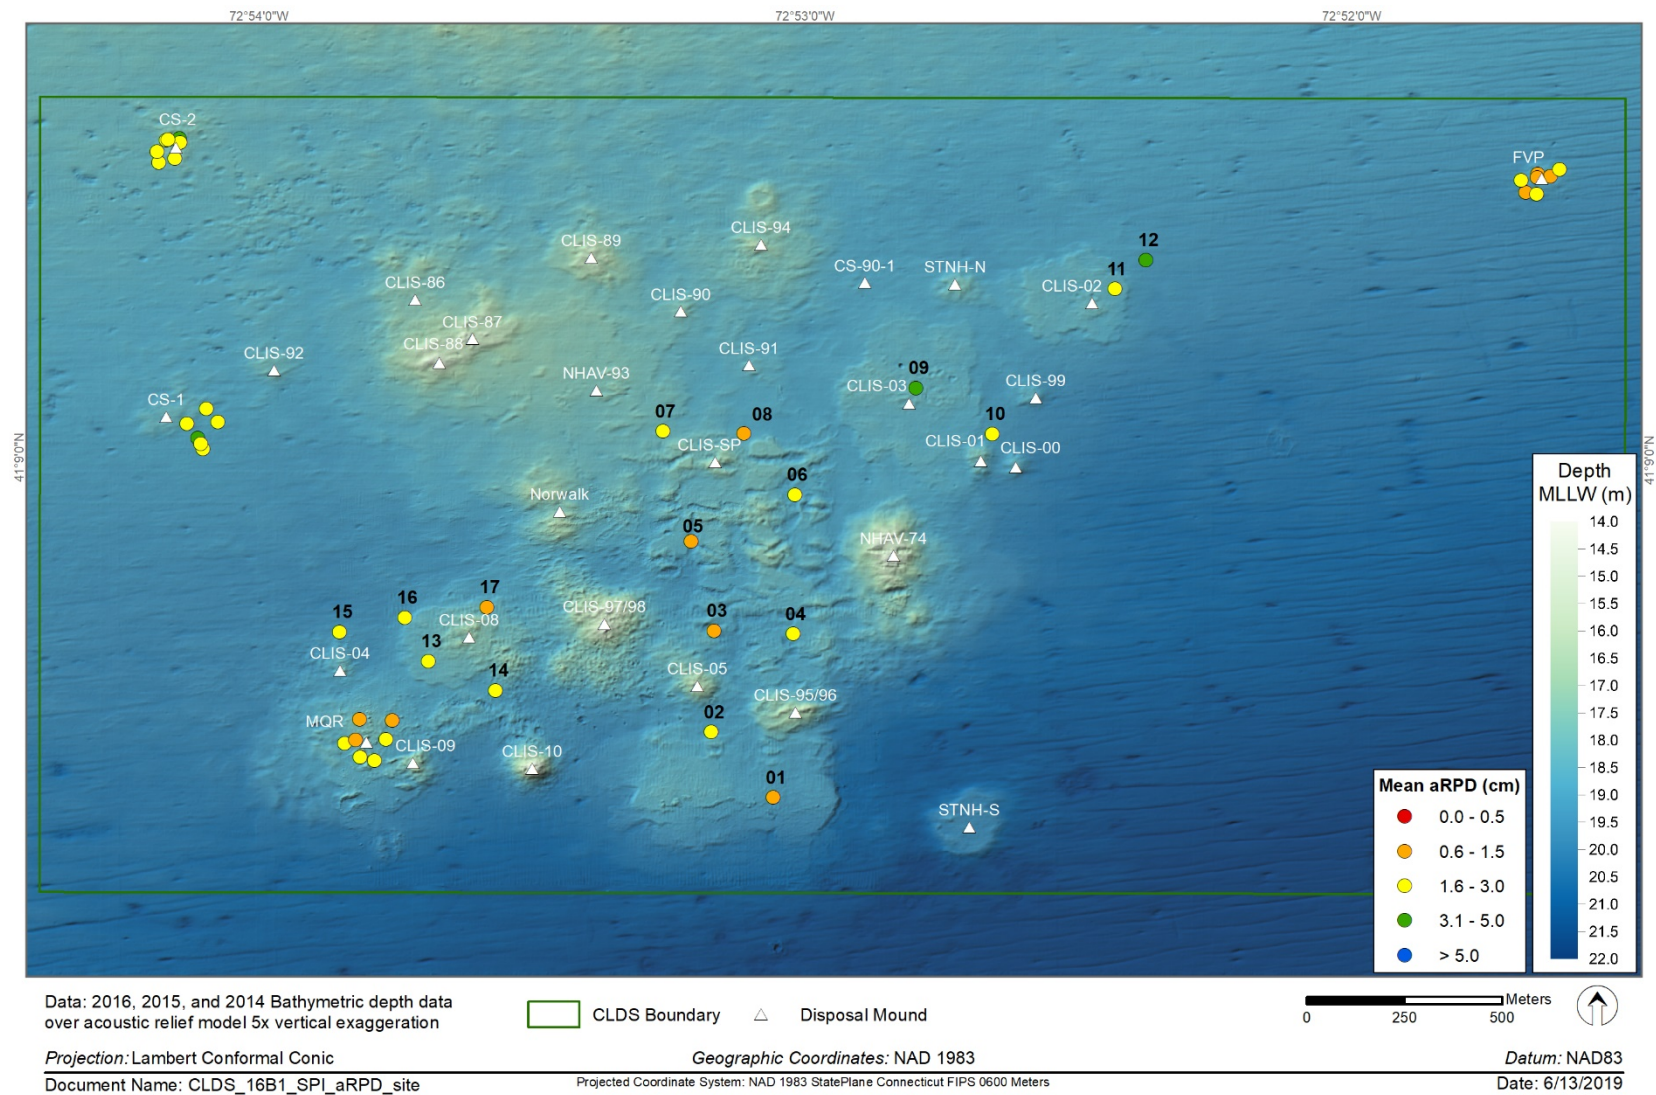 72°54'0"W
72°53'0"W
72°52'0"W
CS-2
FVP
CLIS-94
CLIS-89
12
CS-90-1
STNH-N
11
CLIS-86
CLIS-02
CLIS-90
CLIS-87
CLIS-88
CLIS-91
CLIS-92
09
NHAV-93
CLIS-99
CLIS-03
CS-1
07
08
10
CLIS-SP
CLIS-01
CLIS-00
41°9'0"N
41°9'0"N
06
Norwalk
05
NHAV-74
17
16
15
CLIS-97/98
03
04
CLIS-08
13
CLIS-04
14
CLIS-05
CLIS-95/96
02
MQR
CLIS-09
CLIS-10
01
STNH-S
Depth
MLLW (m)
14.0
14.5
15.0
15.5
16.0
16.5
17.0
17.5
18.0
18.5
19.0
19.5
20.0
20.5
21.0
21.5
22.0
Mean aRPD (cm)
0.0 - 0.5
0.6 - 1.5
1.6 - 3.0
3.1 - 5.0
> 5.0
Data: 2016, 2015, and 2014 Bathymetric depth data
over acoustic relief model 5x vertical exaggeration
CLDS Boundary
Disposal Mound
Meters
0 250 500
Projection: Lambert Conformal Conic
Geographic Coordinates: NAD 1983
Datum: NAD83
Document Name: CLDS_16B1_SPI_aRPD_site
Projected Coordinate System: NAD 1983 StatePlane Connecticut FIPS 0600 Meters
Date: 6/13/2019